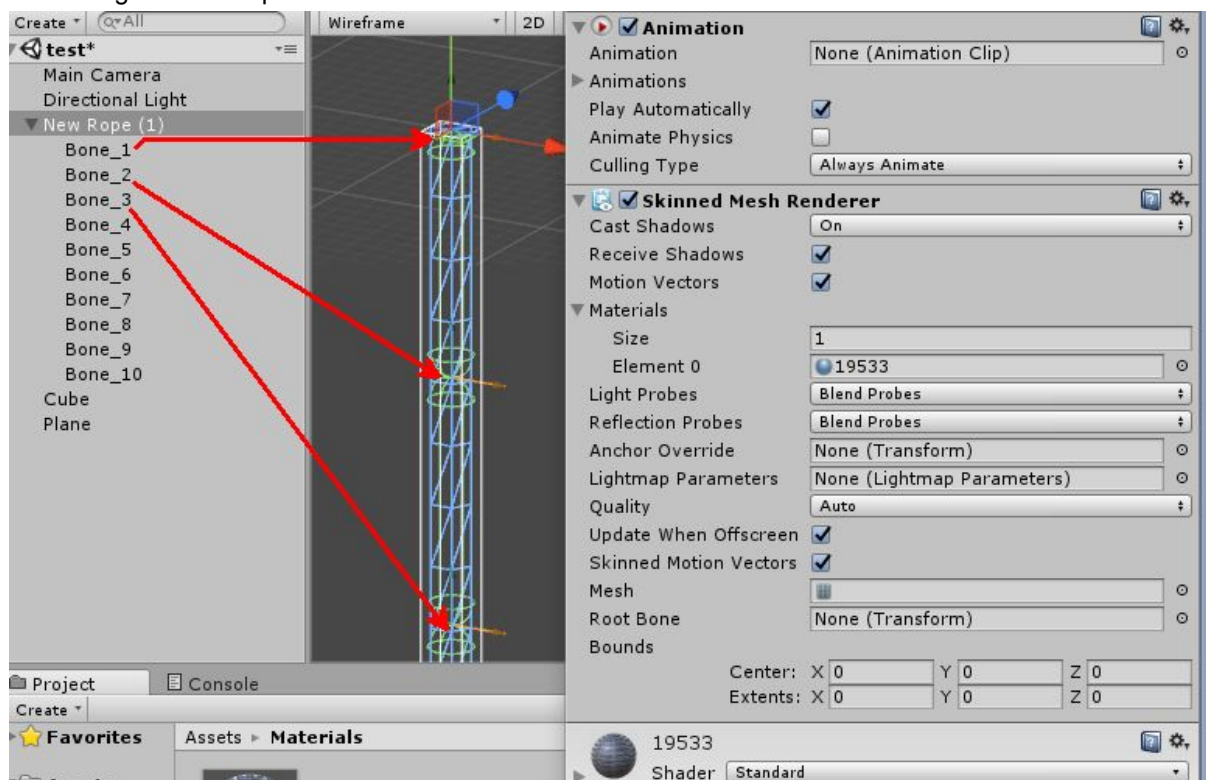 Create All
test*
Main Camera
Directional Light
New Rope (1)
Bone_1
Bone_2
Bone_3
Bone_4
Bone_5
Bone_6
Bone_7
Bone_8
Bone_9
Bone_10
Cube
Plane
Wireframe 2D
Animation
Animation None (Animation Clip)
Animations
Play Automatically
Animate Physics
Culling Type Always Animate
Skinned Mesh Renderer
Cast Shadows On
Receive Shadows
Motion Vectors
Materials
Size 1
Element 0 19533
Light Probes Blend Probes
Reflection Probes Blend Probes
Anchor Override None (Transform)
Lightmap Parameters None (Lightmap Parameters)
Quality Auto
Update When Offscreen
Skinned Motion Vectors
Mesh
Root Bone None (Transform)
Bounds
Center: X 0 Y 0 Z 0
Extents: X 0 Y 0 Z 0
19533
Shader Standard
Project Console
Create
Favorites Assets Materials